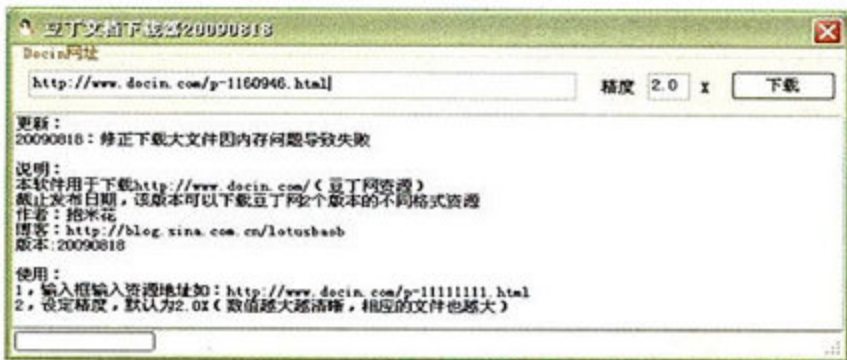 豆丁文档下载器20090818
Docin网址
http://www.docin.com/p-1160946.html
精度 2.0 X 下载
更新：
20090818：修正下载大文件因内存问题导致失败
说明：
本软件用于下载http://www.docin.com/（豆丁网资源）
截止发布日期，该版本可以下载豆丁网2个版本的不同格式资源
作者：抱米花
博客：http://blog.sina.com.cn/lotusbaob
版本:20090818
使用：
1，输入框输入资源地址如：http://www.docin.com/p-11111111.html
2，设定精度，默认为2.0X（数值越大越清晰，相应的文件也越大）